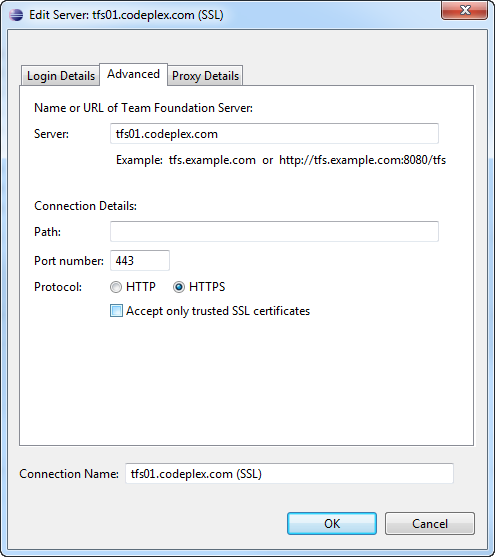 Edit Server: tfs01.codeplex.com (SSL)
Login Details Advanced Proxy Details
Name or URL of Team Foundation Server:
Server: tfs01.codeplex.com
Example: tfs.example.com or http://tfs.example.com:8080/tfs
Connection Details:
Path:
Port number: 443
Protocol: HTTP HTTPS
Accept only trusted SSL certificates
Connection Name: tfs01.codeplex.com (SSL)
OK Cancel